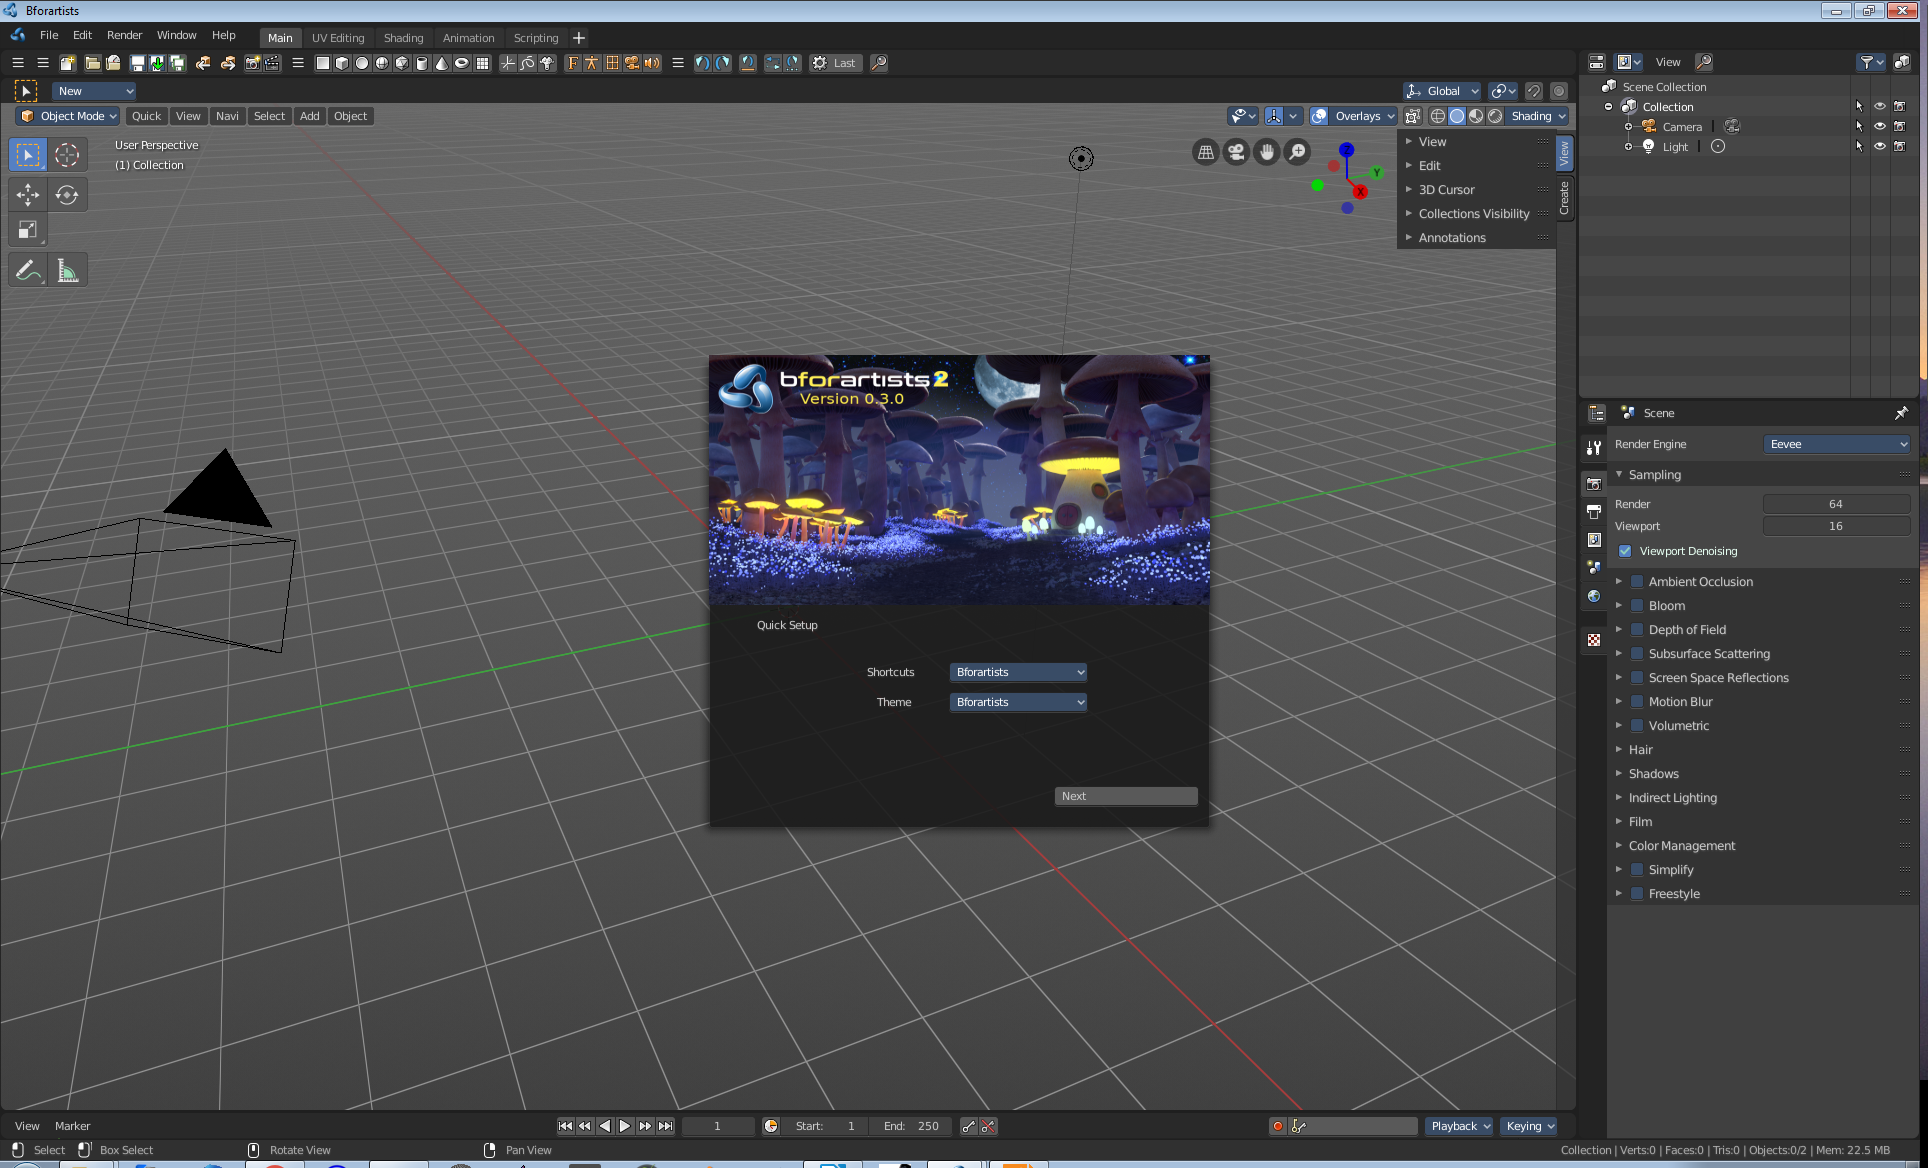 Bforartists
File Edit Render Window Help Main UV Editing Shading Animation Scripting +
F Last
View
New
Global
Scene Collection
Object Mode Quick View Navi Select Add Object
Overlays Shading
Collection
Camera
Light
User Perspective
(1) Collection
Z
Y
X
View
Edit
3D Cursor
Collections Visibility
Annotations
View
Create
bforartists 2
Version 0.3.0
Quick Setup
Shortcuts Bforartists
Theme Bforartists
Next
Scene
Render Engine Eevee
Sampling
Render 64
Viewport 16
Viewport Denoising
Ambient Occlusion
Bloom
Depth of Field
Subsurface Scattering
Screen Space Reflections
Motion Blur
Volumetric
Hair
Shadows
Indirect Lighting
Film
Color Management
Simplify
Freestyle
View Marker
1 Start: 1 End: 250
Playback Keying
Select Box Select Rotate View Pan View
Collection | Verts:0 | Faces:0 | Tris:0 | Objects:0/2 | Mem: 22.5 MB